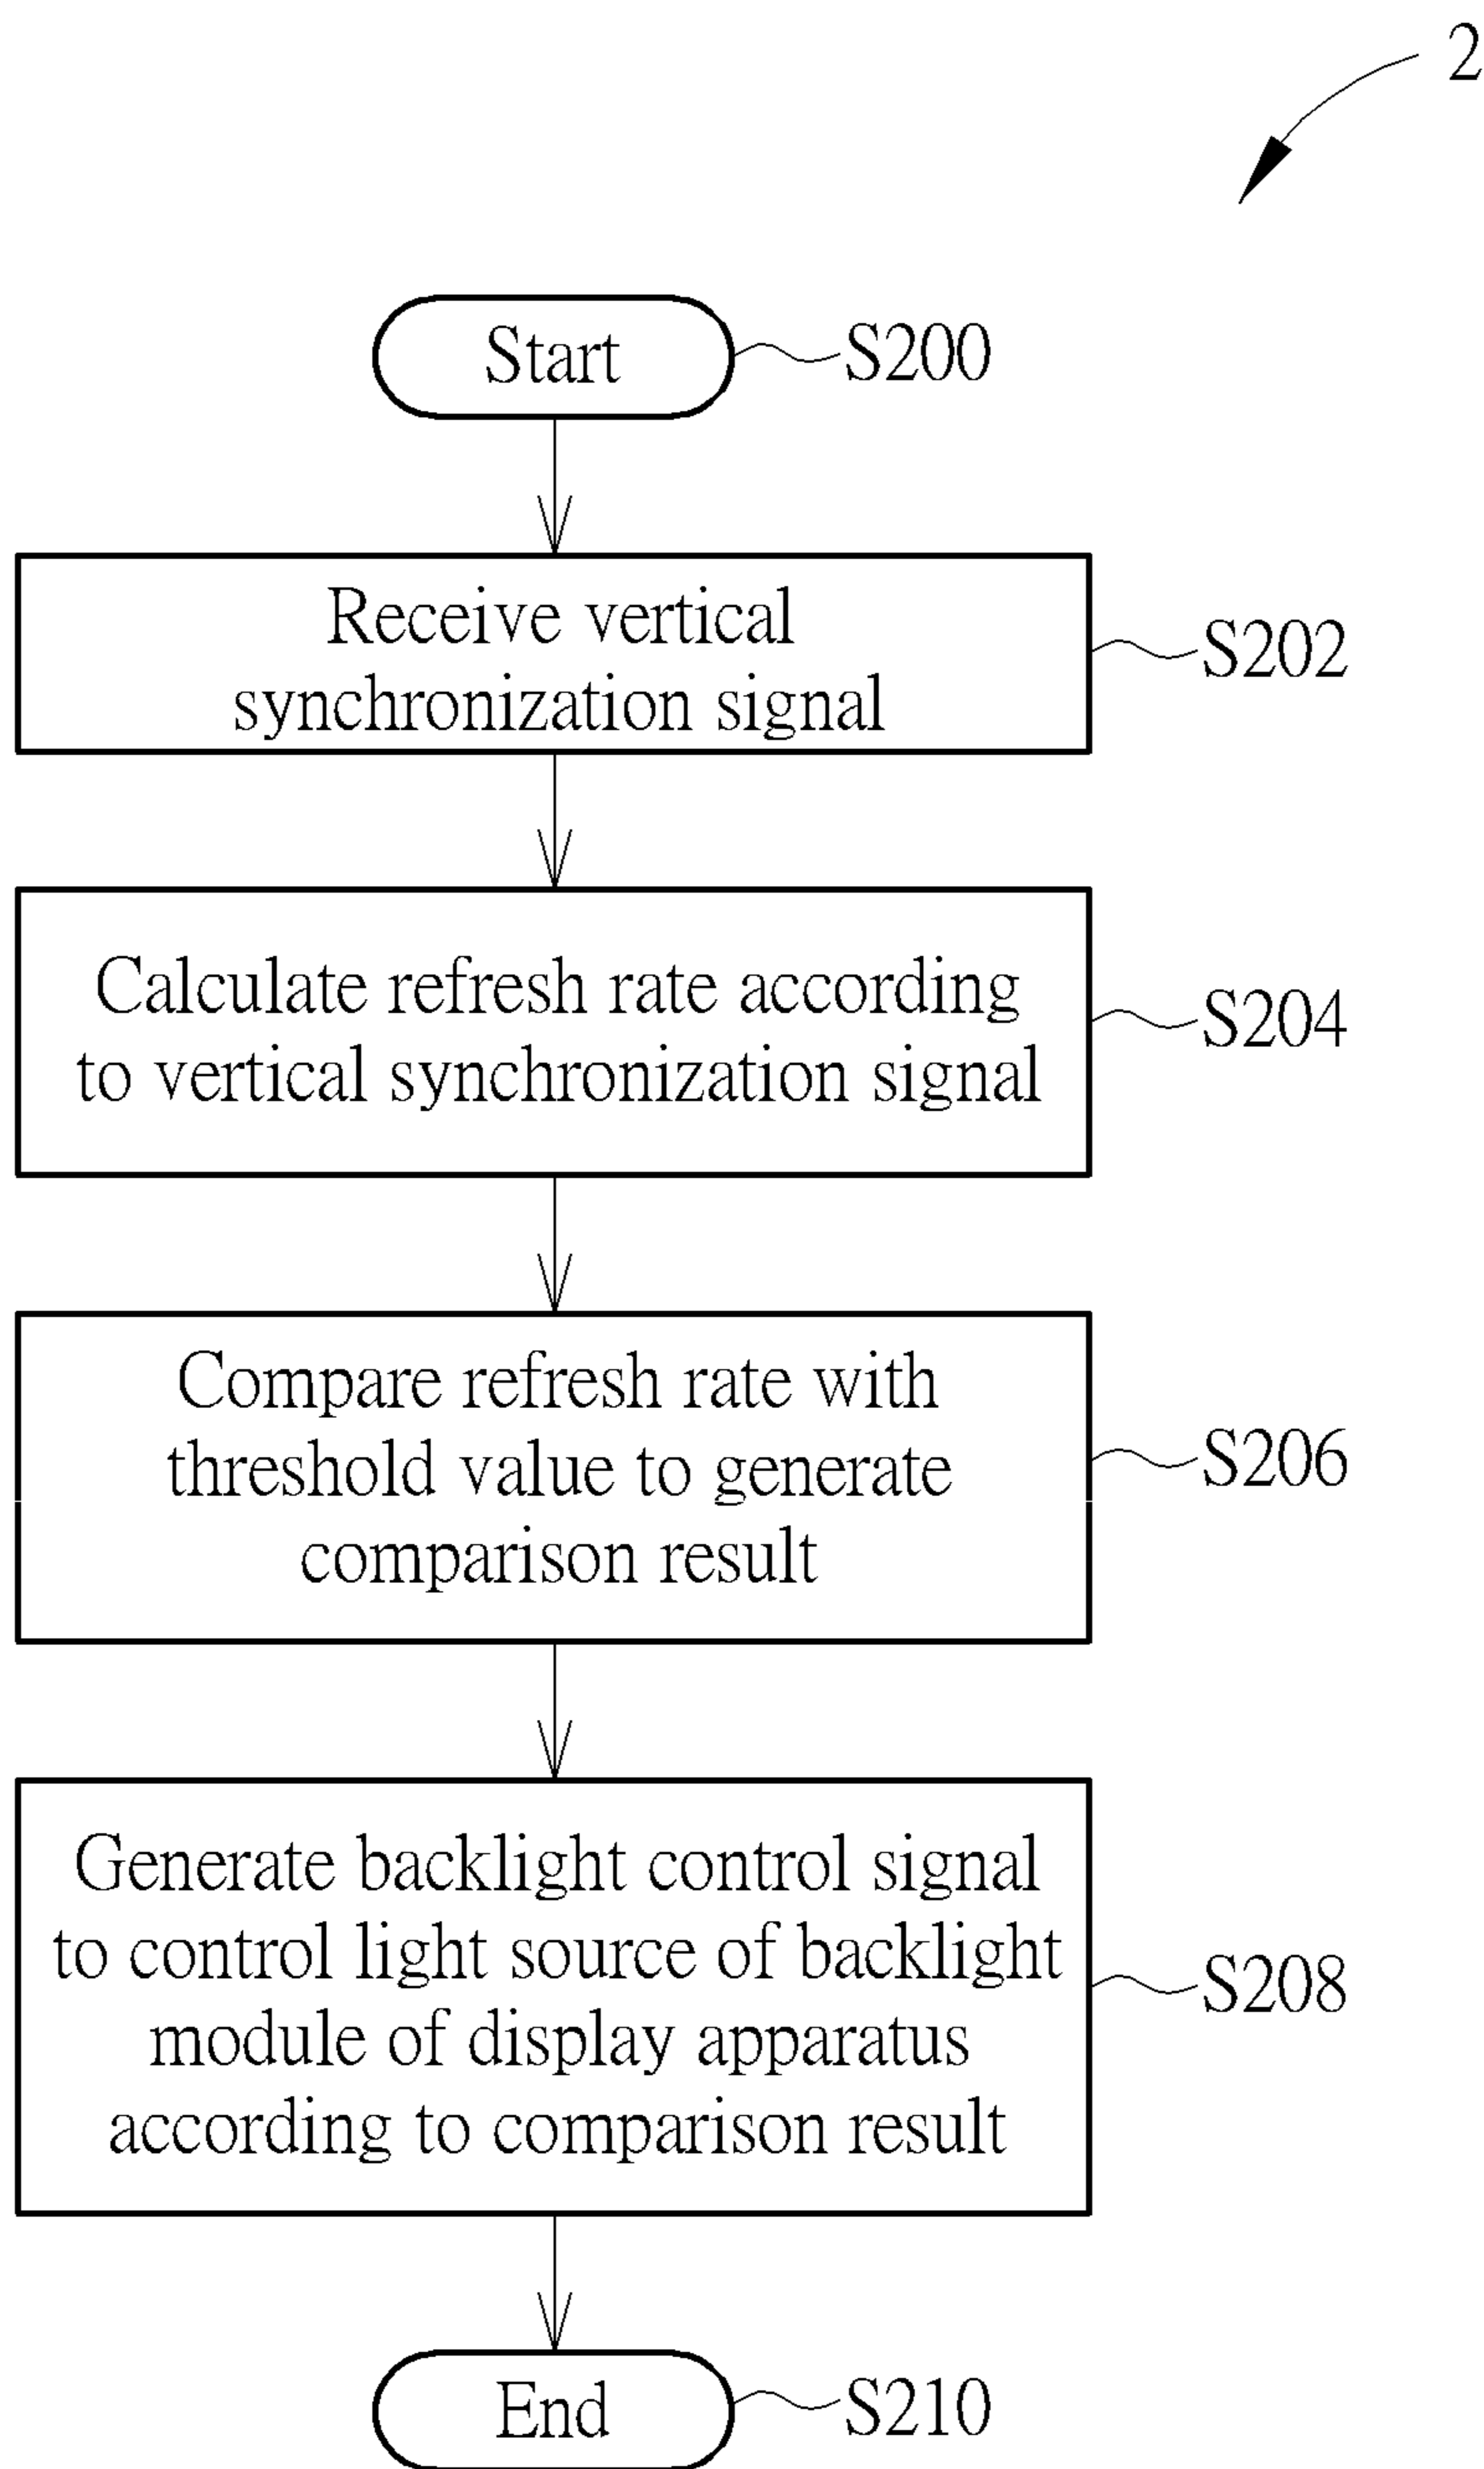 2
Start
S200
Receive vertical
synchronization signal
S202
Calculate refresh rate according
to vertical synchronization signal
S204
Compare refresh rate with
threshold value to generate
comparison result
S206
Generate backlight control signal
to control light source of backlight
module of display apparatus
according to comparison result
S208
End
S210